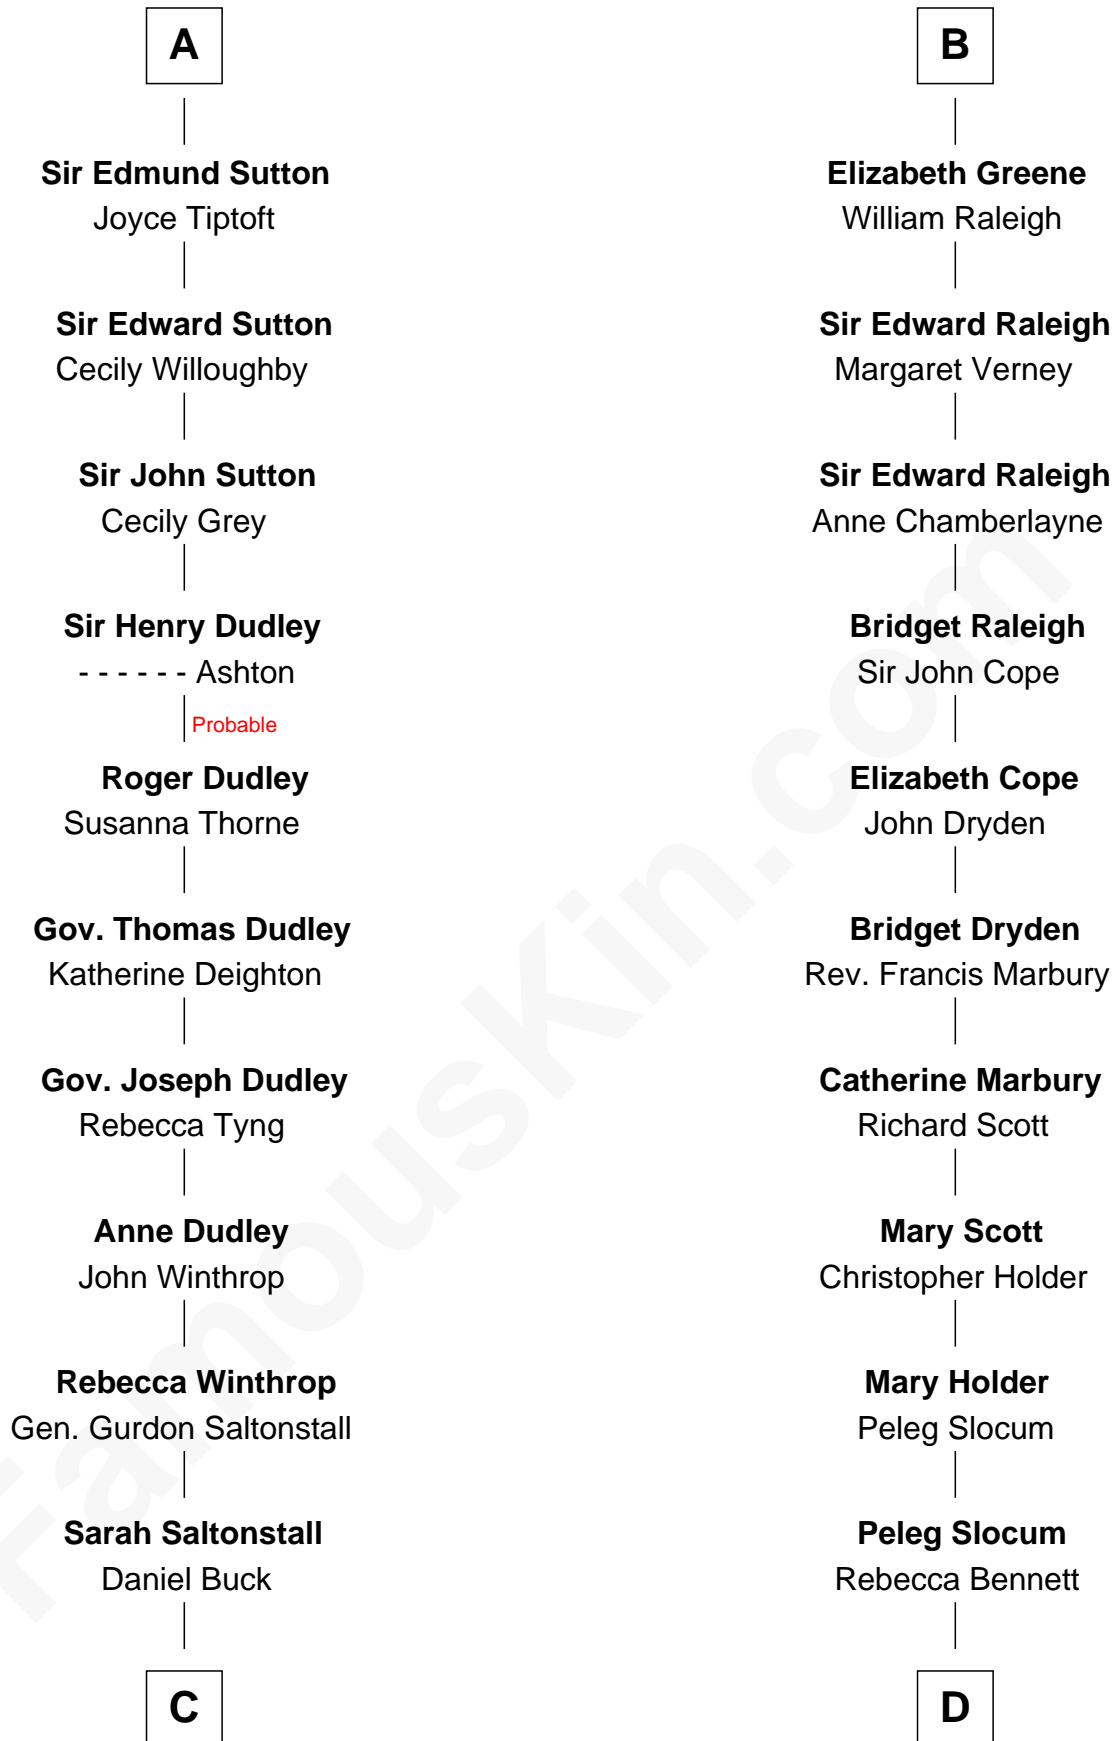 A
Sir Edmund Sutton
Joyce Tiptoft
Sir Edward Sutton
Cecily Willoughby
Sir John Sutton
Cecily Grey
Sir Henry Dudley
- - - - - - Ashton
Probable
Roger Dudley
Susanna Thorne
Gov. Thomas Dudley
Katherine Deighton
Gov. Joseph Dudley
Rebecca Tyng
Anne Dudley
John Winthrop
Rebecca Winthrop
Gen. Gurdon Saltonstall
Sarah Saltonstall
Daniel Buck
C
B
Elizabeth Greene
William Raleigh
Sir Edward Raleigh
Margaret Verney
Sir Edward Raleigh
Anne Chamberlayne
Bridget Raleigh
Sir John Cope
Elizabeth Cope
John Dryden
Bridget Dryden
Rev. Francis Marbury
Catherine Marbury
Richard Scott
Mary Scott
Christopher Holder
Mary Holder
Peleg Slocum
Peleg Slocum
Rebecca Bennett
D
FamousKin.com